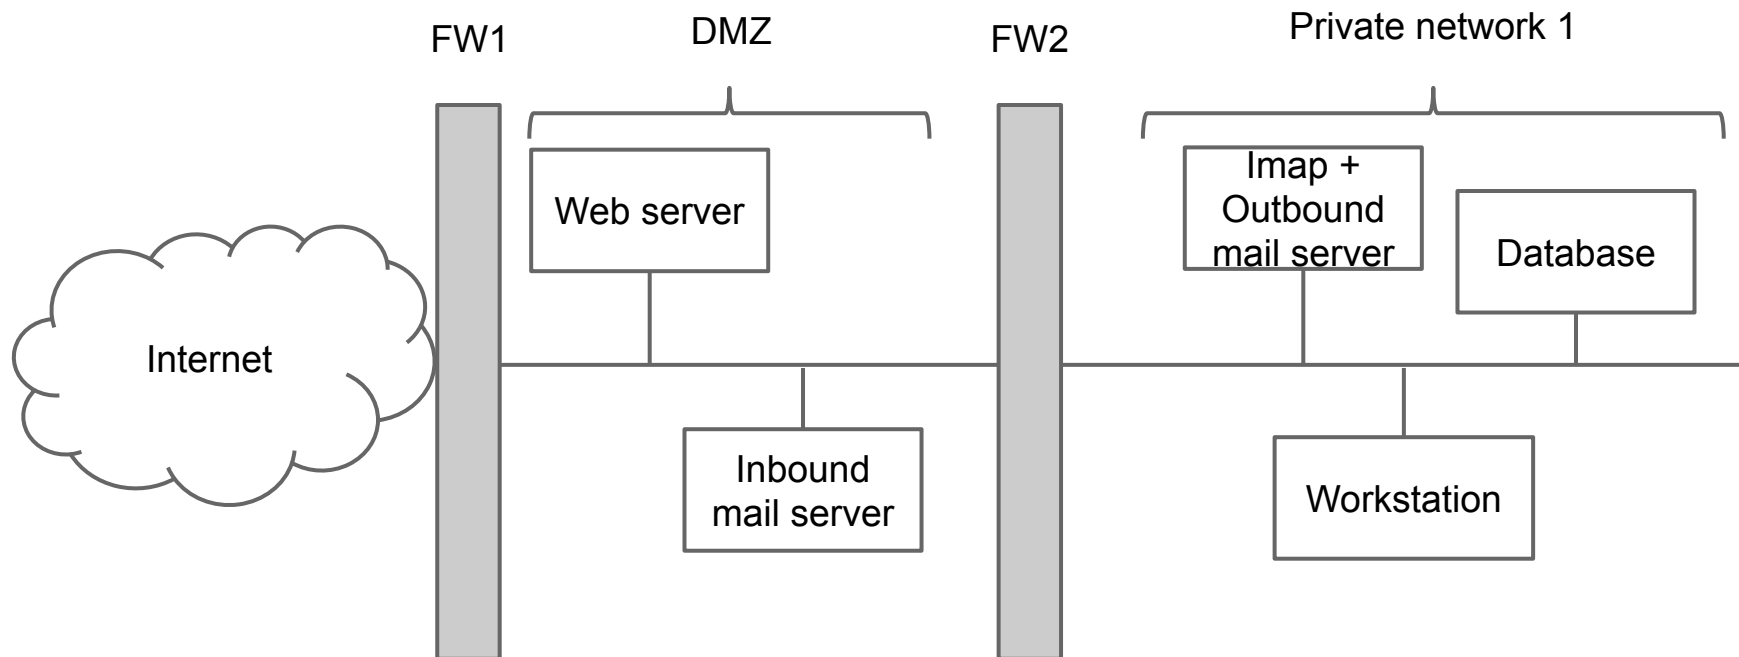 FW1
DMZ
FW2
Private network 1
Web server
Imap +
Outbound
mail server
Database
Internet
Inbound
mail server
Workstation